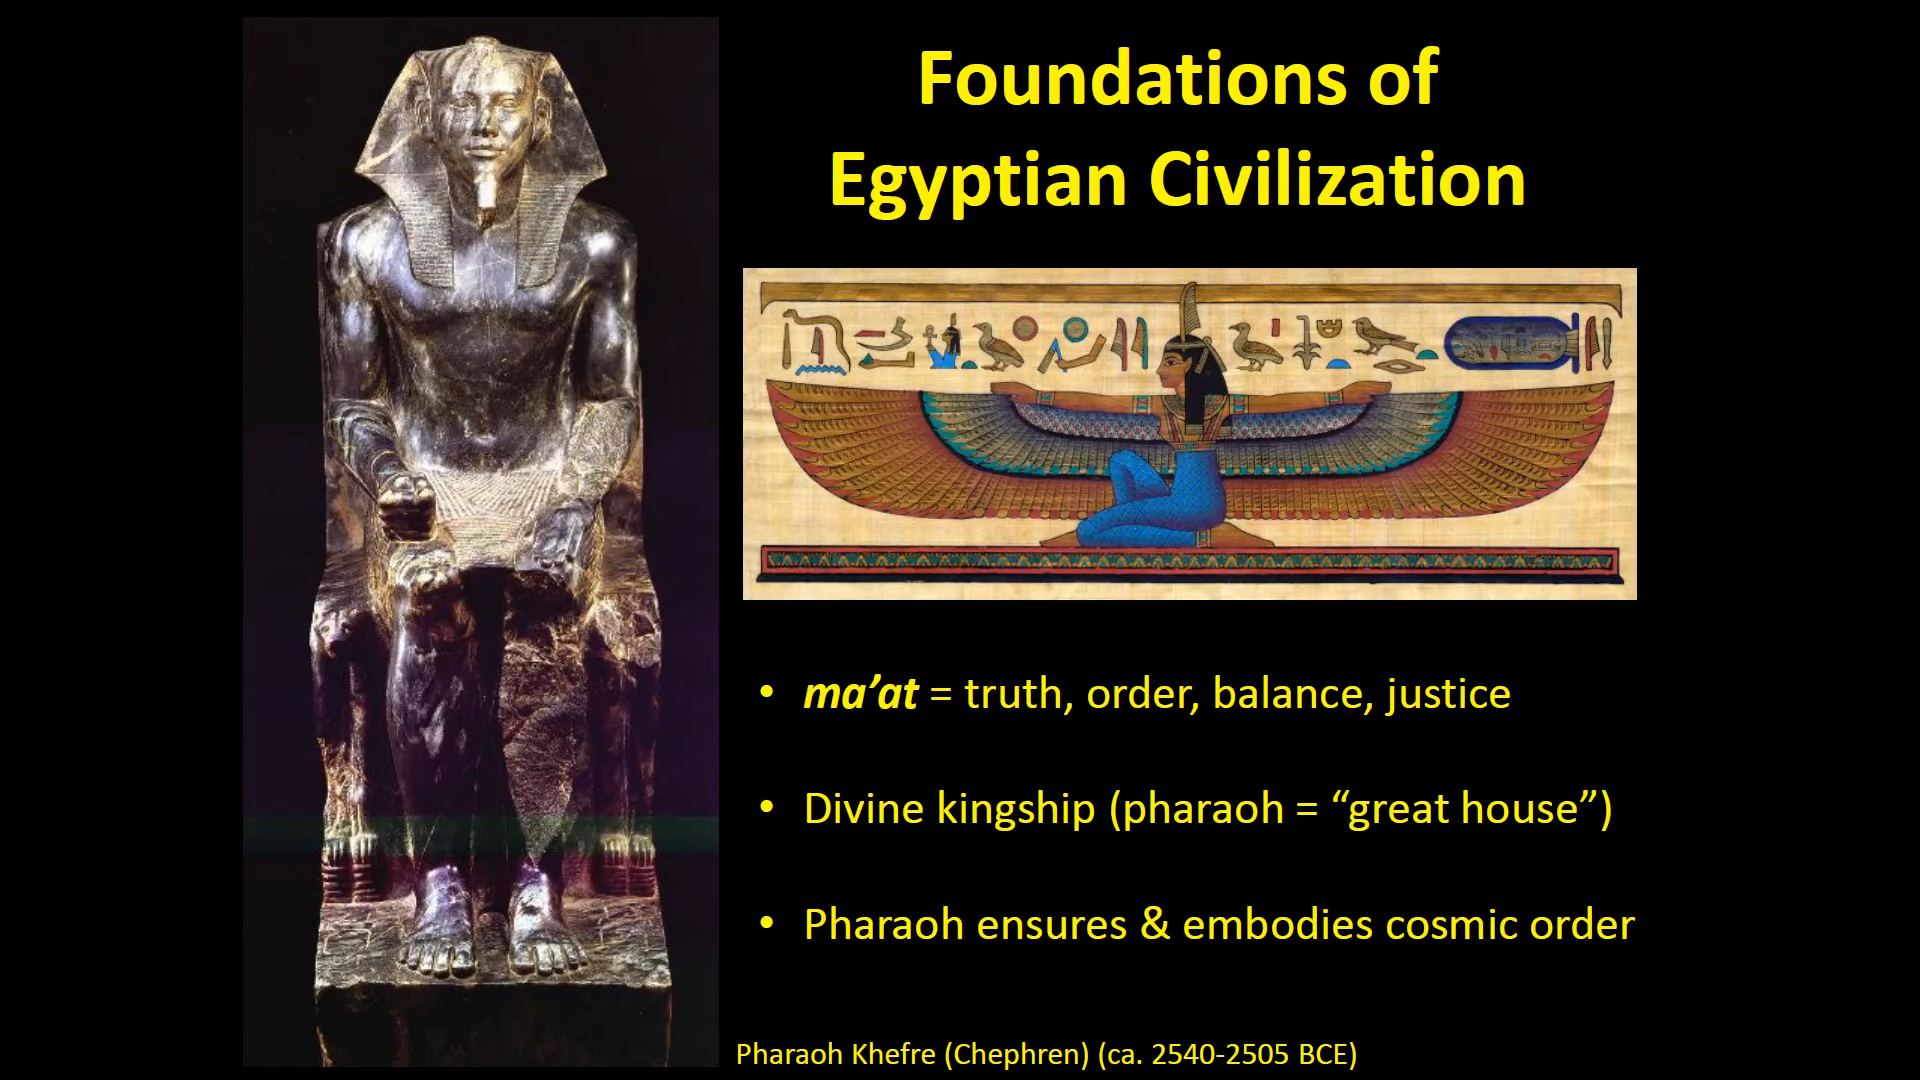 Foundations of
Egyptian Civilization
• ma’at = truth, order, balance, justice
• Divine kingship (pharaoh = “great house”)
• Pharaoh ensures & embodies cosmic order
Pharaoh Khefre (Chephren) (ca. 2540-2505 BCE)